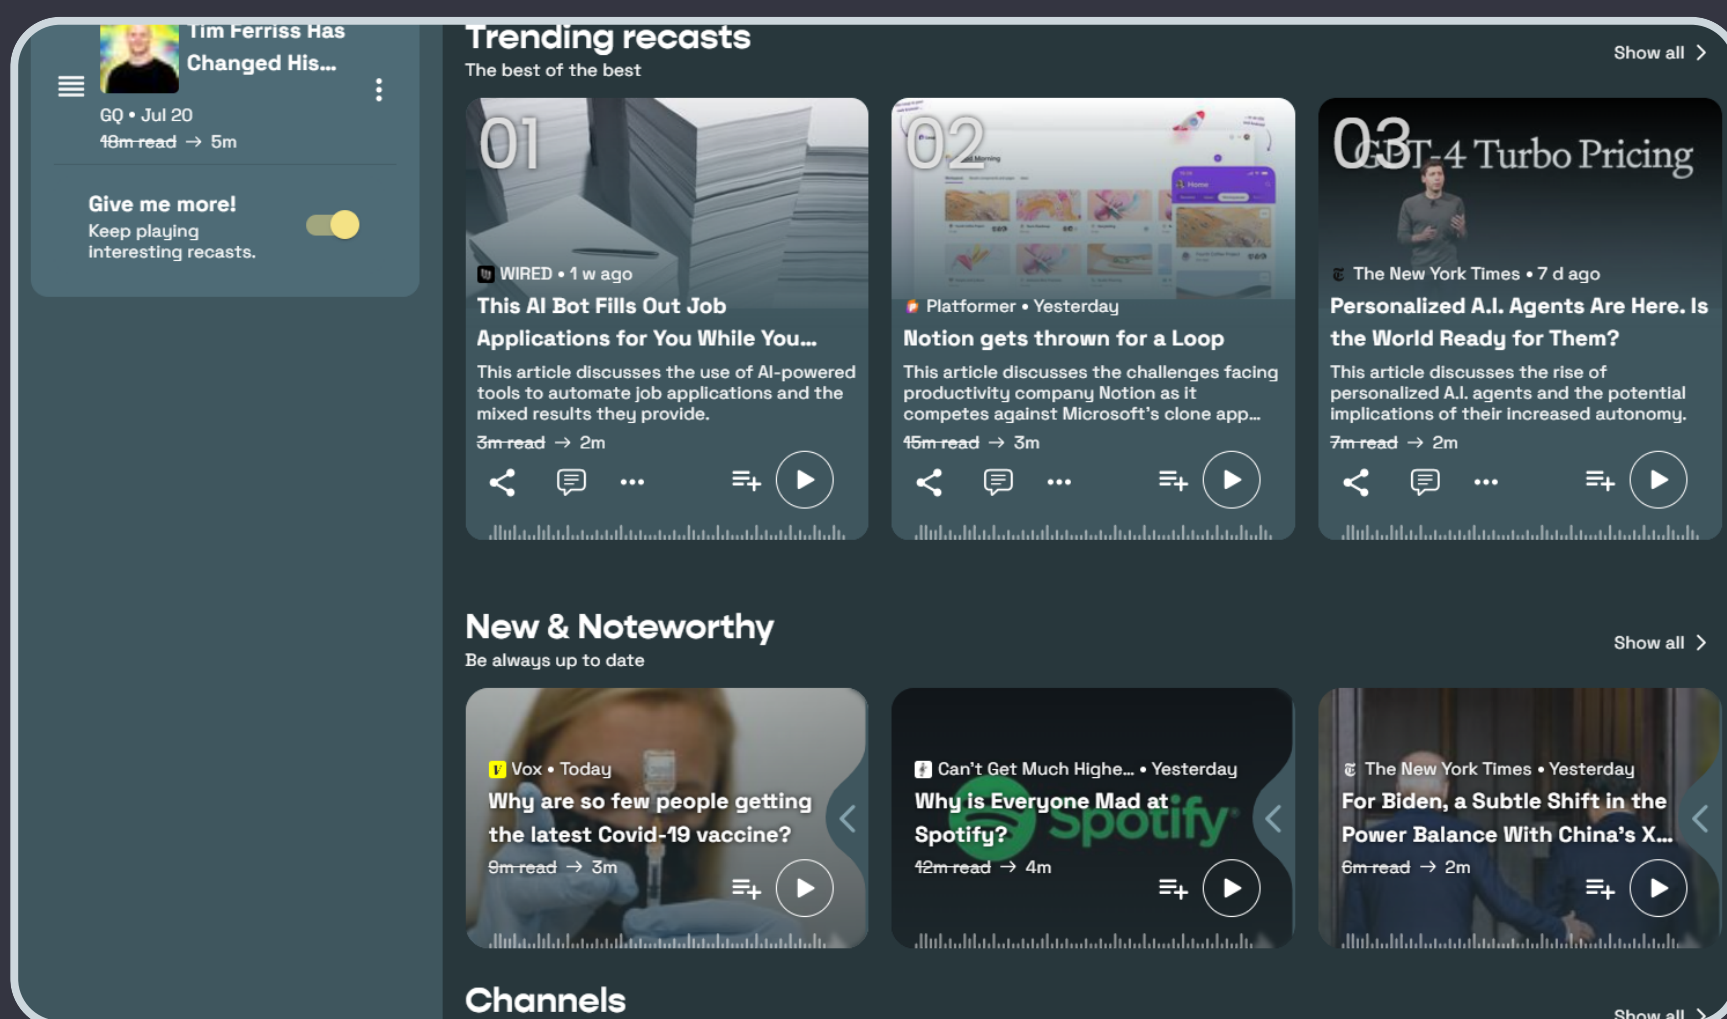 Tim Ferriss Has
Changed His...
GQ • Jul 20
18m read → 5m
Give me more!
Keep playing
interesting recasts.
Trending recasts
The best of the best
Show all
01
WIRED • 1 w ago
This AI Bot Fills Out Job
Applications for You While You...
This article discusses the use of AI-powered
tools to automate job applications and the
mixed results they provide.
3m read → 2m
02
Morning
Home
Platformer • Yesterday
Notion gets thrown for a Loop
This article discusses the challenges facing
productivity company Notion as it
competes against Microsoft's clone app...
15m read → 3m
03
GPT-4 Turbo Pricing
The New York Times • 7 d ago
Personalized A.I. Agents Are Here. Is
the World Ready for Them?
This article discusses the rise of
personalized A.I. agents and the potential
implications of their increased autonomy.
7m read → 2m
New & Noteworthy
Be always up to date
Show all
V Vox • Today
Why are so few people getting
the latest Covid-19 vaccine?
9m read → 3m
Can't Get Much Highe... • Yesterday
Why is Everyone Mad at
Spotify?
Spotify
12m read → 4m
The New York Times • Yesterday
For Biden, a Subtle Shift in the
Power Balance With China's X...
6m read → 2m
Channels
Show all